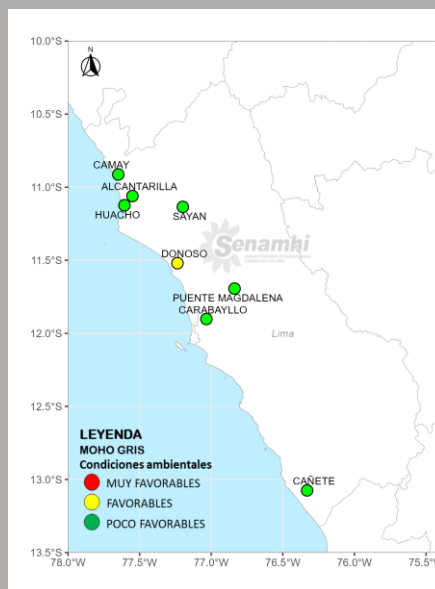 10.0°S
N
10.5°S
CAMAY
11.0°S
ALCANTARILLA
HUACHO
SAYAN
Senamhi
DONOSO
11.5°S
PUENTE MAGDALENA
CARABAYLLO
12.0°S
Lima
12.5°S
LEYENDA
MOHO GRIS
Condiciones ambientales
CAÑETE
13.0°S
MUY FAVORABLES
FAVORABLES
POCO FAVORABLES
13.5°S
78.0°W 77.5°W 77.0°W 76.5°W 76.0°W